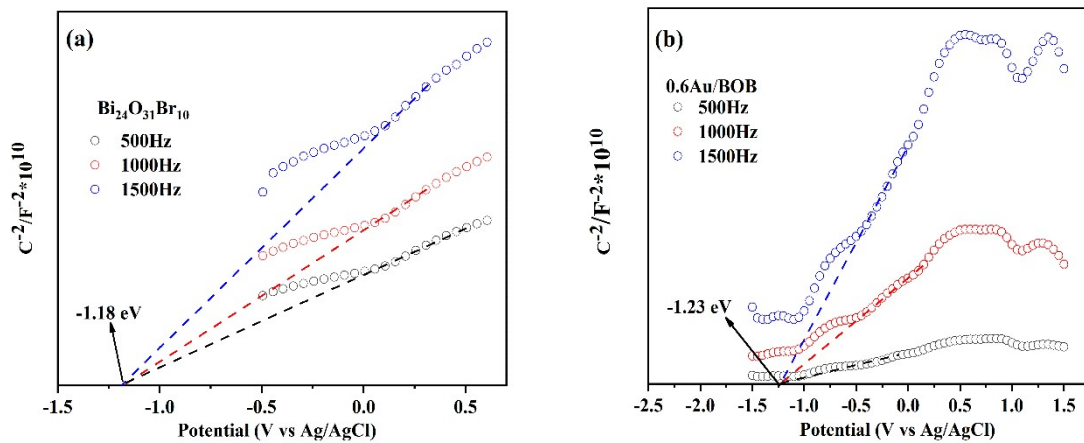 (a)
Bi₂₄O₃₁Br₁₀
500Hz
1000Hz
1500Hz
C⁻²/F⁻²*10¹⁰
-1.18 eV
-1.5 -1.0 -0.5 0.0 0.5
Potential (V vs Ag/AgCl)
(b)
0.6Au/BOB
500Hz
1000Hz
1500Hz
C⁻²/F⁻²*10¹⁰
-1.23 eV
-2.5 -2.0 -1.5 -1.0 -0.5 0.0 0.5 1.0 1.5
Potential (V vs Ag/AgCl)